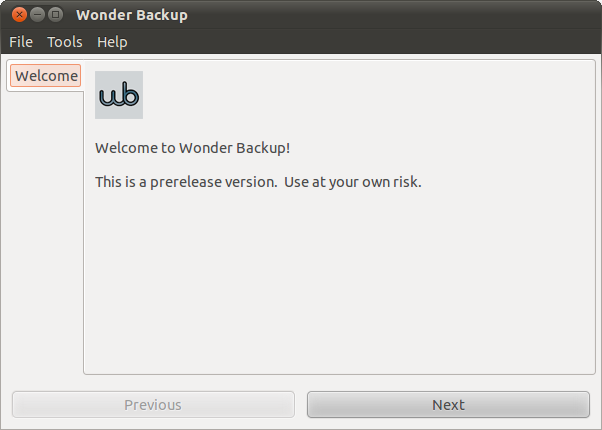 Wonder Backup
File Tools Help
Welcome
wb
Welcome to Wonder Backup!
This is a prerelease version.  Use at your own risk.
Previous
Next